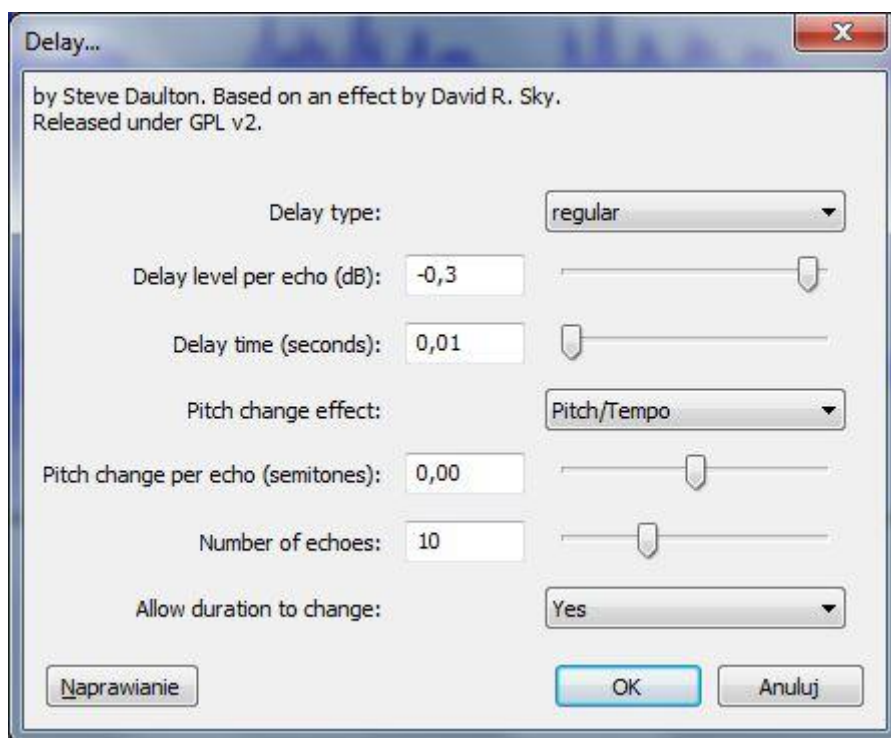 Delay...
by Steve Daulton. Based on an effect by David R. Sky.
Released under GPL v2.
Delay type: regular
Delay level per echo (dB): -0,3
Delay time (seconds): 0,01
Pitch change effect: Pitch/Tempo
Pitch change per echo (semitones): 0,00
Number of echoes: 10
Allow duration to change: Yes
Naprawianie OK Anuluj